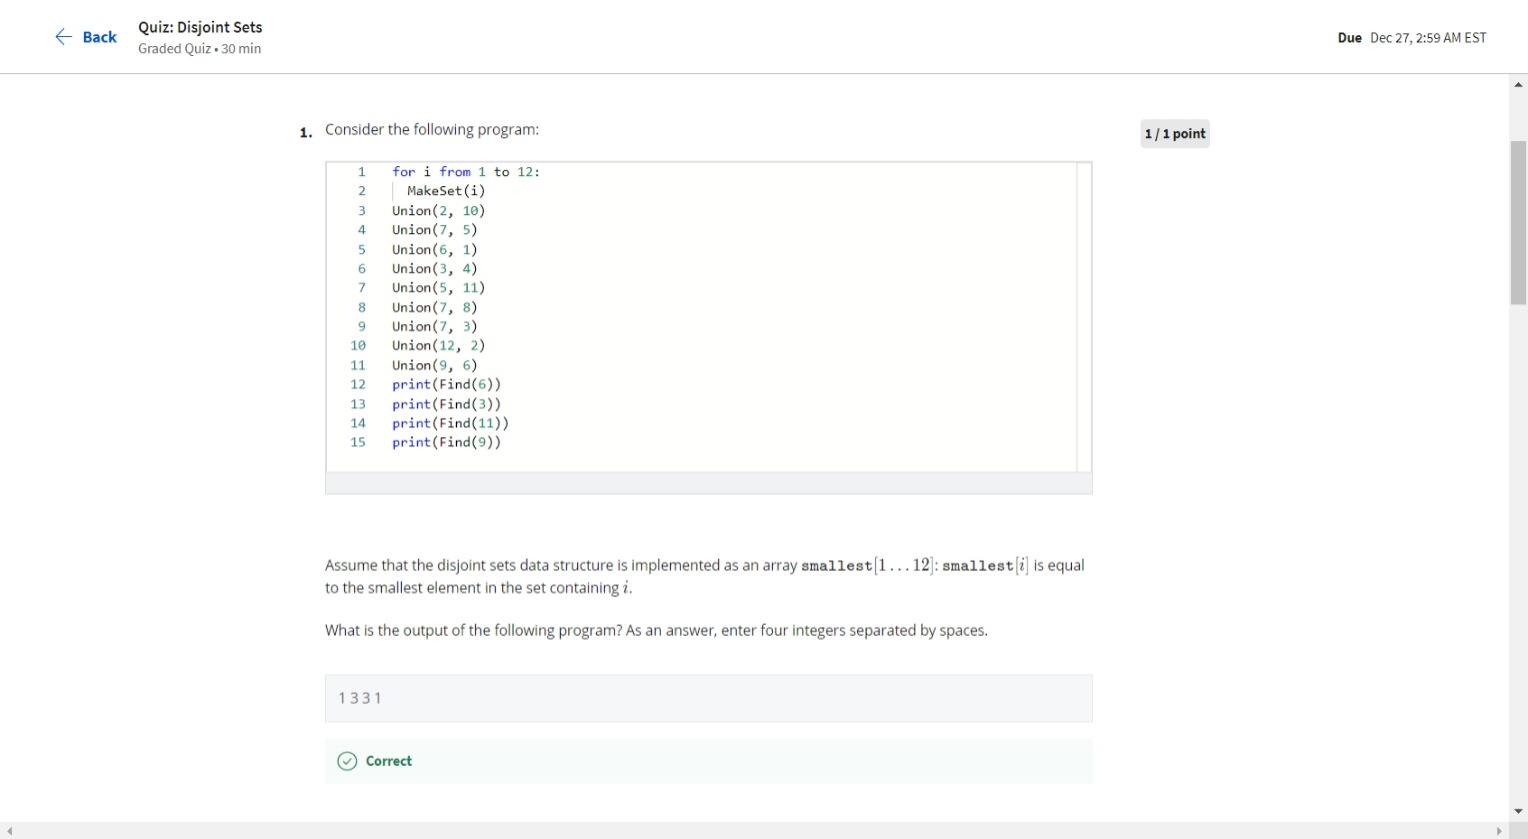 Back
Quiz: Disjoint Sets
Graded Quiz • 30 min
Due Dec 27, 2:59 AM EST
1. Consider the following program:
1 / 1 point
1 for i from 1 to 12:
2 MakeSet(i)
3 Union(2, 10)
4 Union(7, 5)
5 Union(6, 1)
6 Union(3, 4)
7 Union(5, 11)
8 Union(7, 8)
9 Union(7, 3)
10 Union(12, 2)
11 Union(9, 6)
12 print(Find(6))
13 print(Find(3))
14 print(Find(11))
15 print(Find(9))
Assume that the disjoint sets data structure is implemented as an array smallest[1 . . . 12]: smallest[i] is equal
to the smallest element in the set containing i.
What is the output of the following program? As an answer, enter four integers separated by spaces.
1 3 3 1
Correct